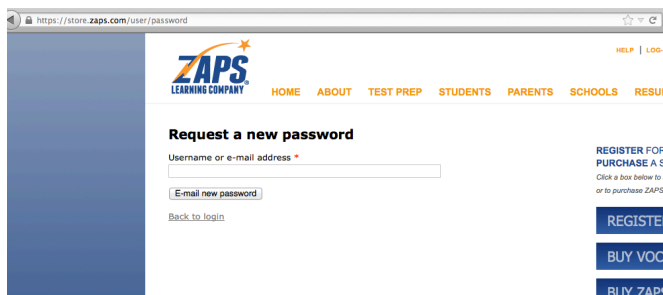 https://store.zaps.com/user/password
HELP | LOG-
ZAPS
LEARNING COMPANY
HOME ABOUT TEST PREP STUDENTS PARENTS SCHOOLS RESU
Request a new password
Username or e-mail address *
E-mail new password
Back to login
REGISTER FOR
PURCHASE A S
Click a box below to
or to purchase ZAPS
REGISTE
BUY VOC
BUY ZAPS